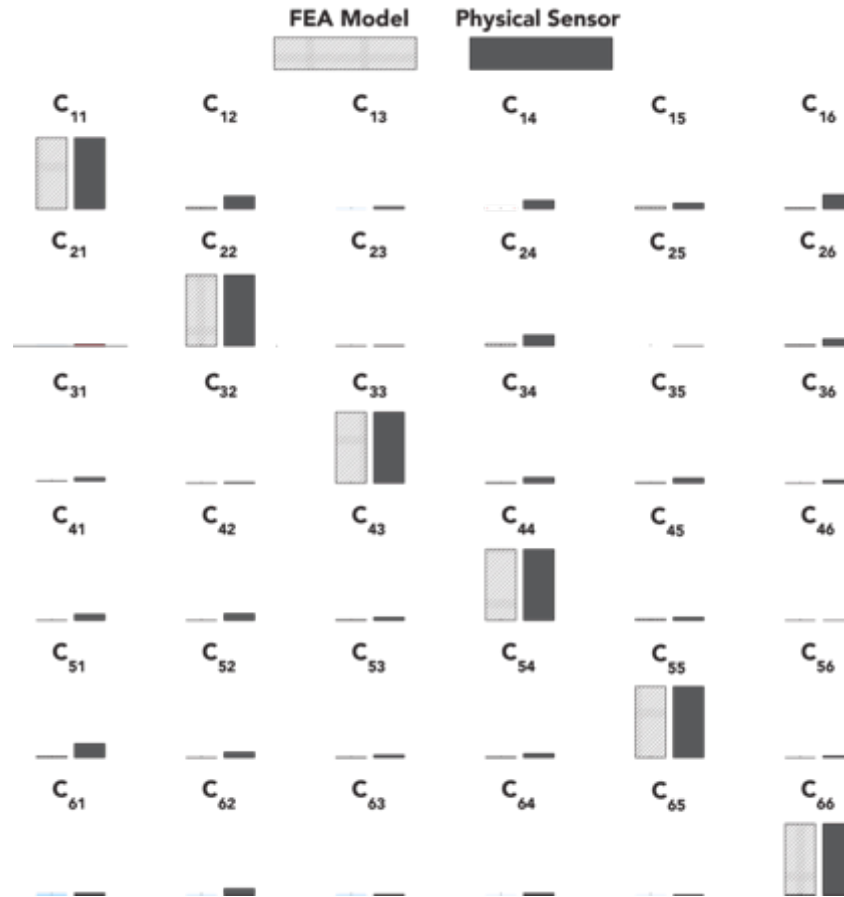 FEA Model Physical Sensor
C11 C12 C13 C14 C15 C16
C21 C22 C23 C24 C25 C26
C31 C32 C33 C34 C35 C36
C41 C42 C43 C44 C45 C46
C51 C52 C53 C54 C55 C56
C61 C62 C63 C64 C65 C66